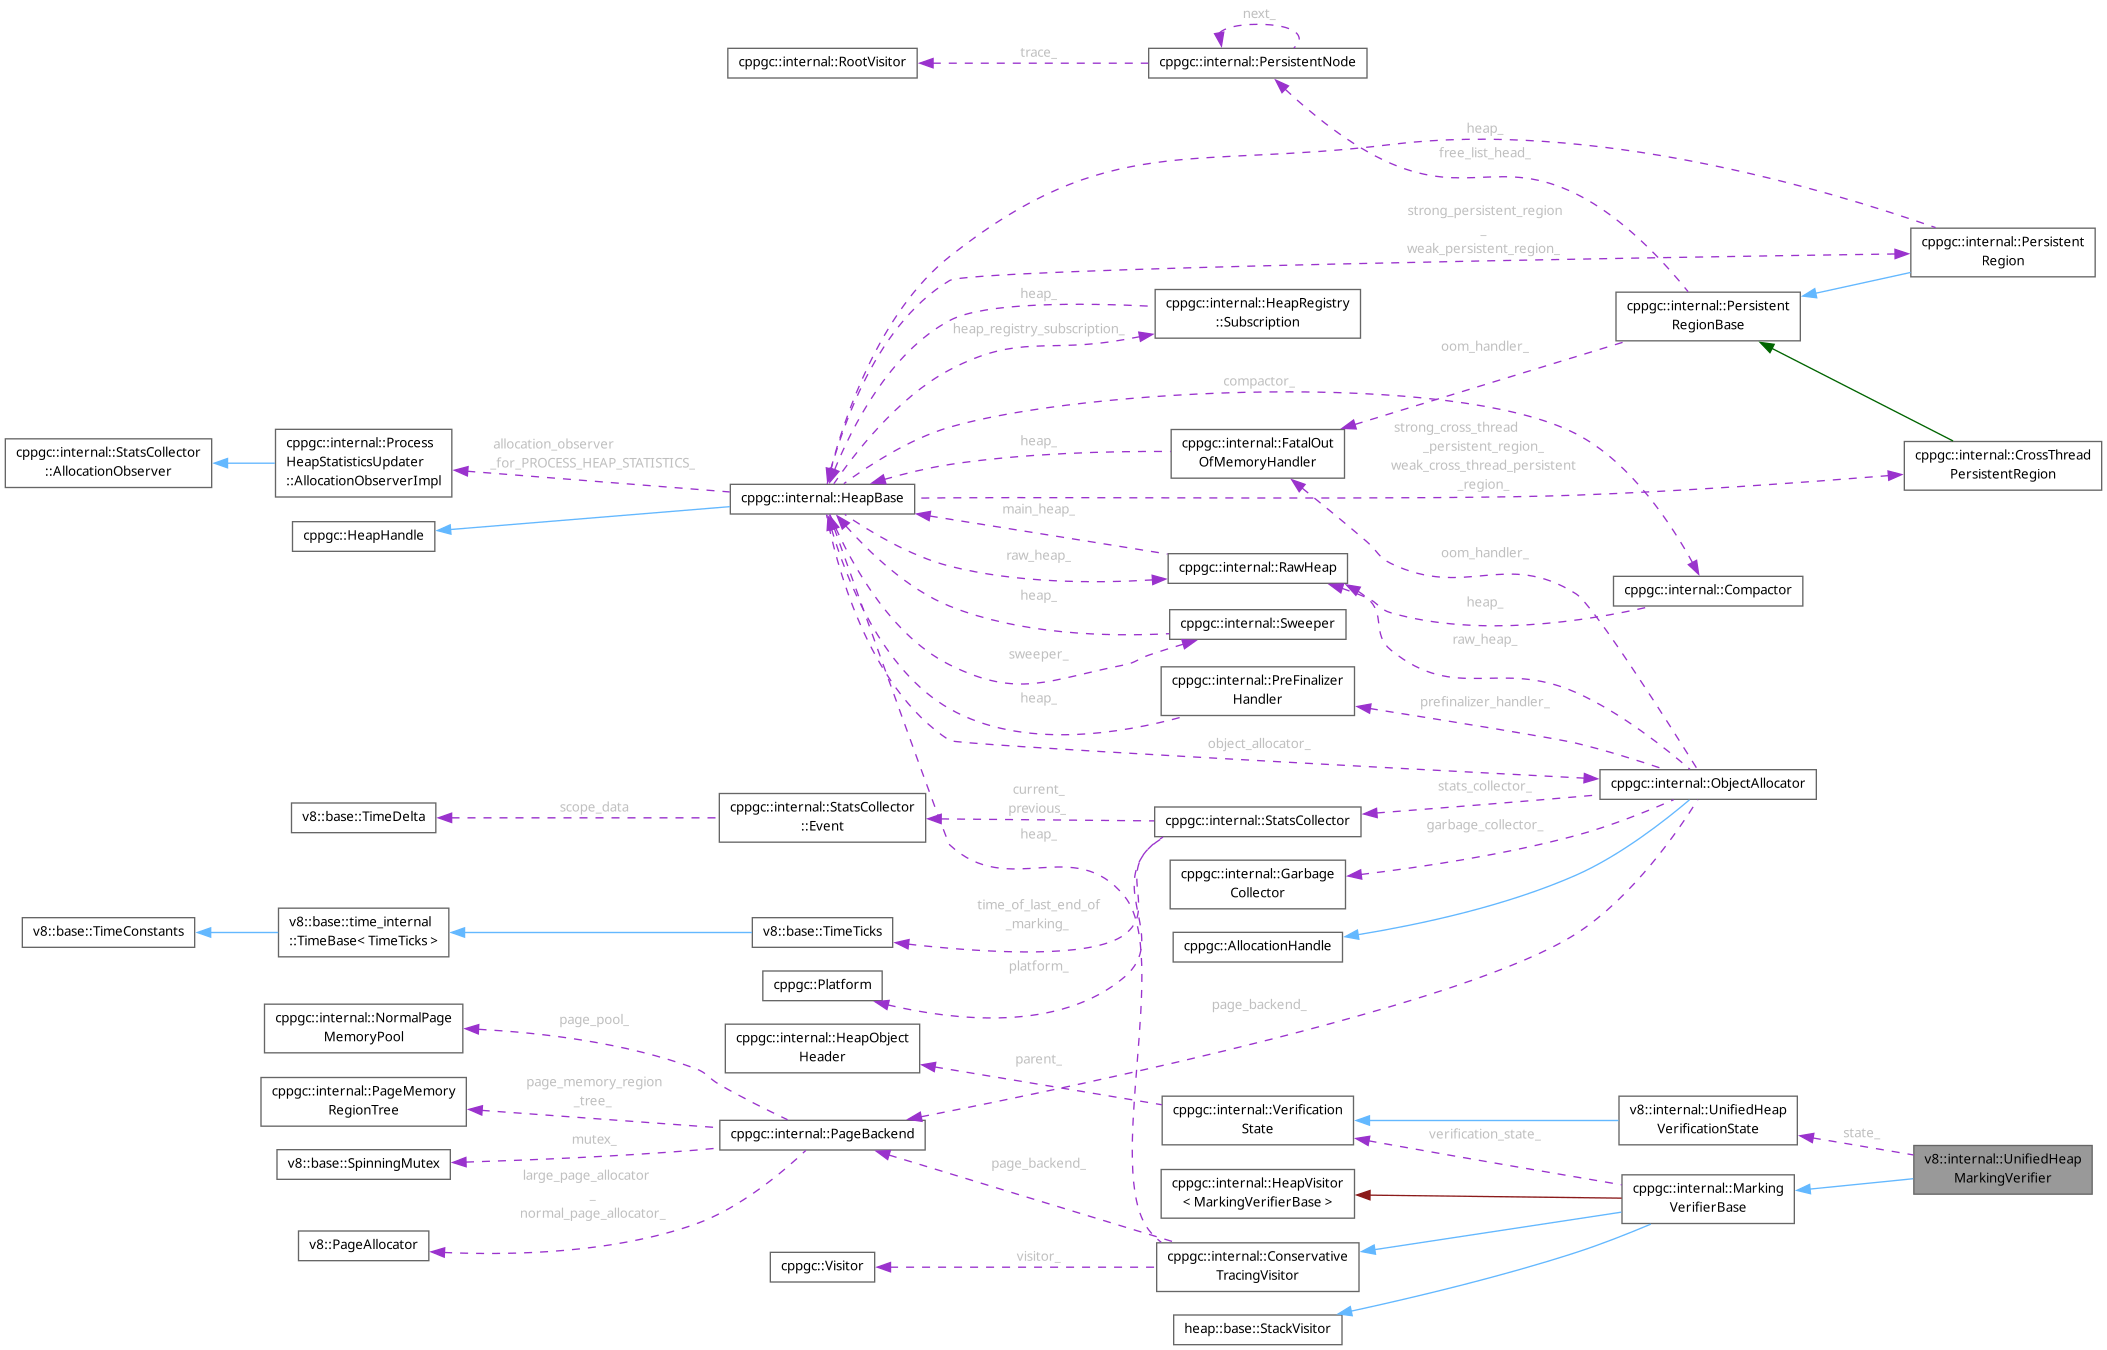 next_
trace_
cppgc::internal::RootVisitor
cppgc::internal::PersistentNode
heap_
free_list_head_
strong_persistent_region
_
weak_persistent_region_
cppgc::internal::Persistent
Region
heap_
cppgc::internal::HeapRegistry
::Subscription
cppgc::internal::Persistent
RegionBase
heap_registry_subscription_
oom_handler_
compactor_
strong_cross_thread
_persistent_region_
weak_cross_thread_persistent
_region_
cppgc::internal::StatsCollector
::AllocationObserver
cppgc::internal::Process
HeapStatisticsUpdater
::AllocationObserverImpl
allocation_observer
_for_PROCESS_HEAP_STATISTICS_
heap_
cppgc::internal::FatalOut
OfMemoryHandler
cppgc::internal::CrossThread
PersistentRegion
cppgc::internal::HeapBase
cppgc::HeapHandle
main_heap_
raw_heap_
cppgc::internal::RawHeap
oom_handler_
cppgc::internal::Compactor
heap_
heap_
cppgc::internal::Sweeper
raw_heap_
sweeper_
cppgc::internal::PreFinalizer
Handler
heap_
prefinalizer_handler_
object_allocator_
cppgc::internal::ObjectAllocator
v8::base::TimeDelta
scope_data
cppgc::internal::StatsCollector
::Event
current_
previous_
heap_
cppgc::internal::StatsCollector
stats_collector_
garbage_collector_
cppgc::internal::Garbage
Collector
v8::base::TimeConstants
v8::base::time_internal
::TimeBase< TimeTicks >
v8::base::TimeTicks
time_of_last_end_of
_marking_
cppgc::AllocationHandle
cppgc::Platform
platform_
page_backend_
cppgc::internal::NormalPage
MemoryPool
page_pool_
cppgc::internal::HeapObject
Header
parent_
cppgc::internal::PageMemory
RegionTree
page_memory_region
_tree_
cppgc::internal::Verification
State
v8::internal::UnifiedHeap
VerificationState
cppgc::internal::PageBackend
verification_state_
state_
v8::base::SpinningMutex
mutex_
v8::internal::UnifiedHeap
MarkingVerifier
large_page_allocator
_
normal_page_allocator_
page_backend_
cppgc::internal::HeapVisitor
< MarkingVerifierBase >
cppgc::internal::Marking
VerifierBase
v8::PageAllocator
cppgc::Visitor
visitor_
cppgc::internal::Conservative
TracingVisitor
heap::base::StackVisitor